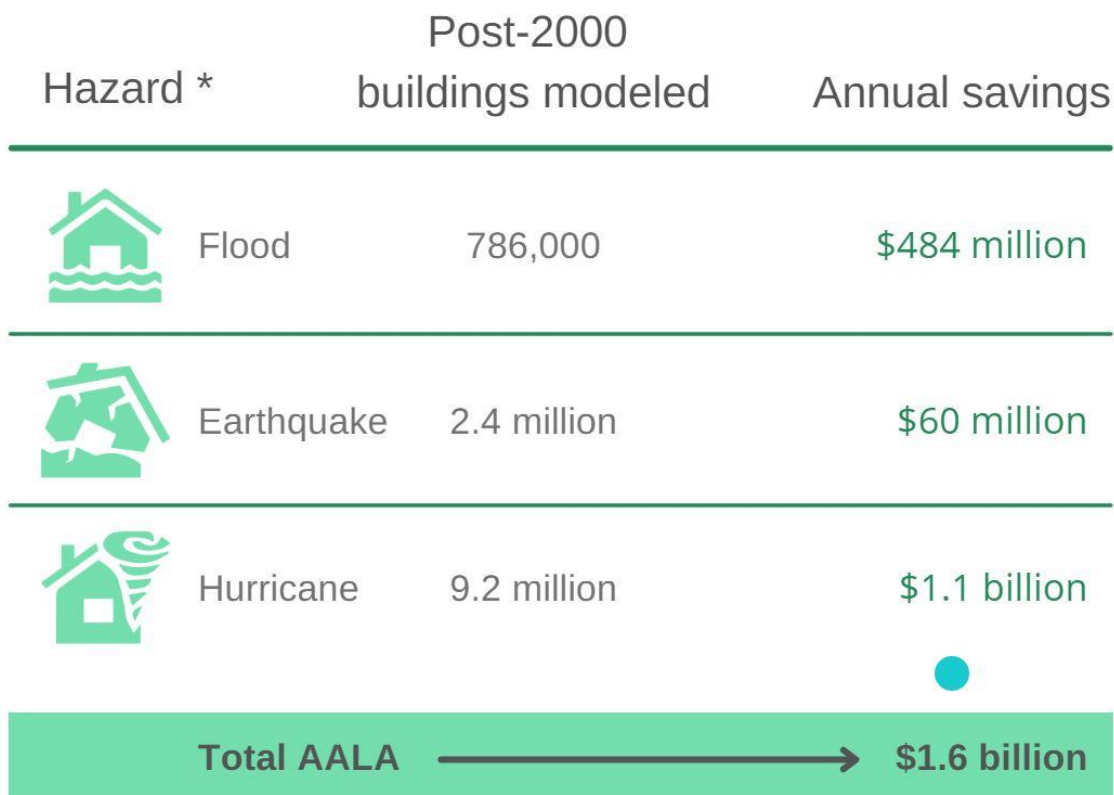 Post-2000
Hazard * buildings modeled Annual savings
Flood 786,000 $484 million
Earthquake 2.4 million $60 million
Hurricane 9.2 million $1.1 billion
Total AALA $1.6 billion